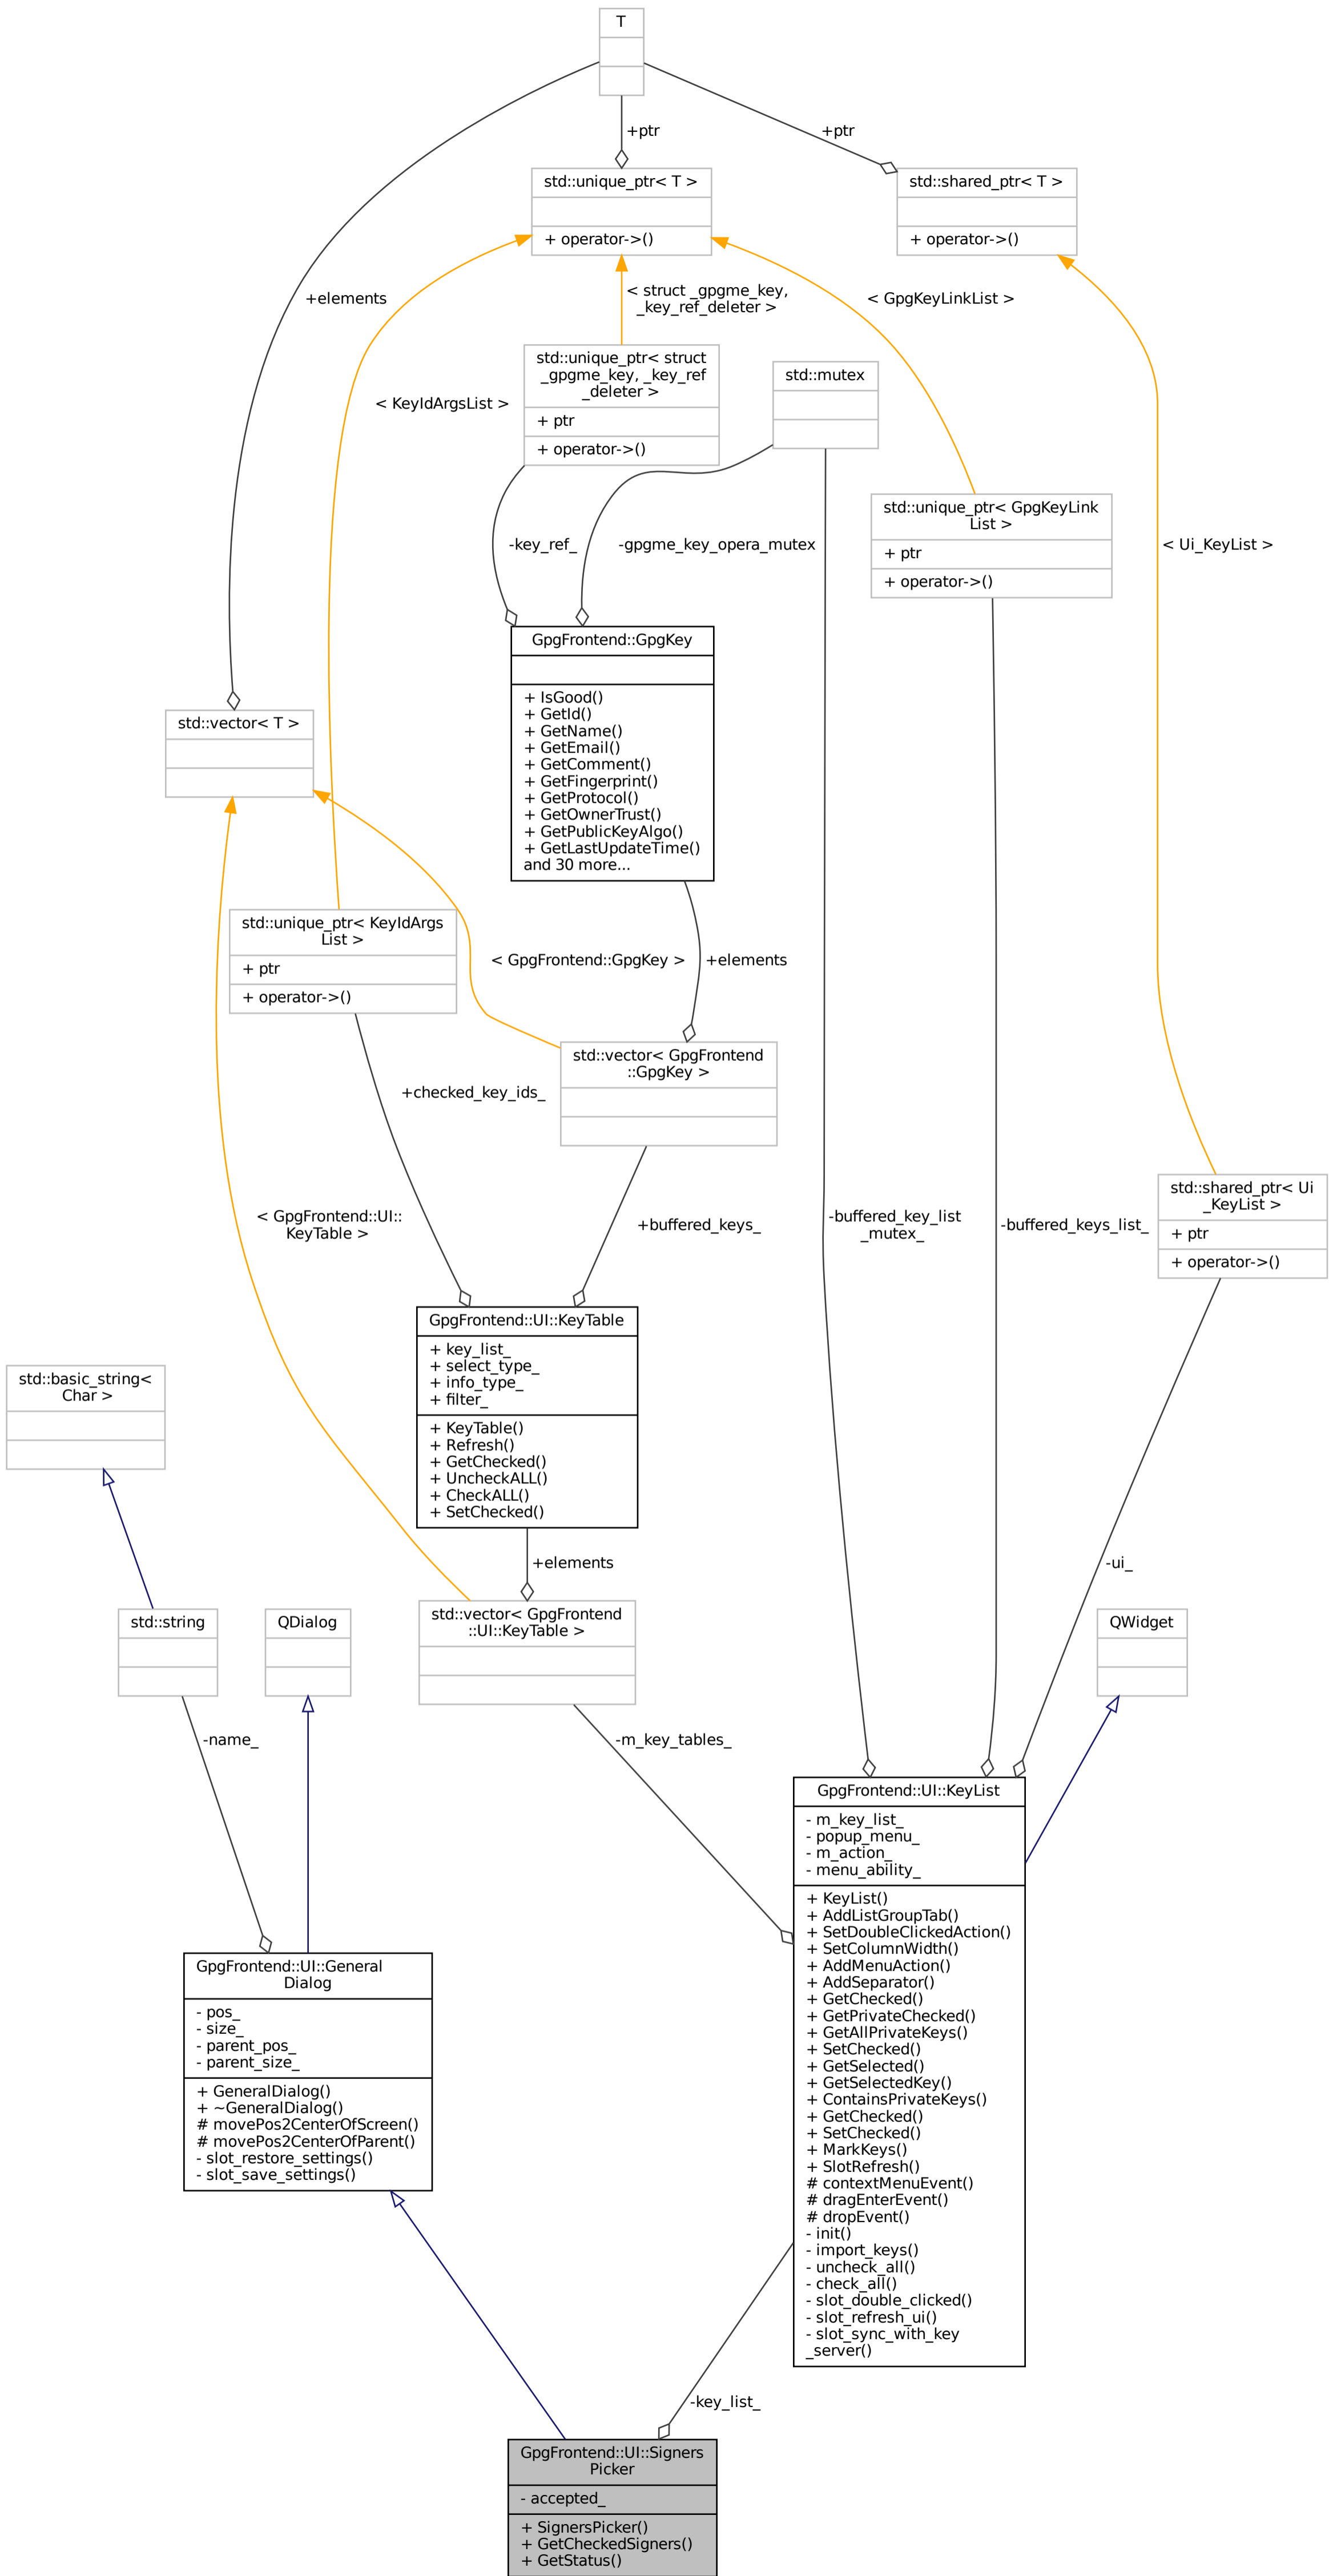 T
+ptr
+ptr
std::unique_ptr< T >
+ operator->()
std::shared_ptr< T >
+ operator->()
+elements
< struct _gpgme_key,
_key_ref_deleter >
< GpgKeyLinkList >
std::unique_ptr< struct
_gpgme_key, _key_ref
_deleter >
+ ptr
+ operator->()
std::mutex
< KeyIdArgsList >
std::unique_ptr< GpgKeyLink
List >
+ ptr
+ operator->()
-key_ref_
-gpgme_key_opera_mutex
< Ui_KeyList >
GpgFrontend::GpgKey
+ IsGood()
+ GetId()
+ GetName()
+ GetEmail()
+ GetComment()
+ GetFingerprint()
+ GetProtocol()
+ GetOwnerTrust()
+ GetPublicKeyAlgo()
+ GetLastUpdateTime()
and 30 more...
std::vector< T >
std::unique_ptr< KeyIdArgs
List >
+ ptr
+ operator->()
< GpgFrontend::GpgKey >
+elements
std::vector< GpgFrontend
::GpgKey >
+checked_key_ids_
< GpgFrontend::UI::
KeyTable >
+buffered_keys_
-buffered_key_list
_mutex_
-buffered_keys_list_
std::shared_ptr< Ui
_KeyList >
+ ptr
+ operator->()
GpgFrontend::UI::KeyTable
+ key_list_
+ select_type_
+ info_type_
+ filter_
+ KeyTable()
+ Refresh()
+ GetChecked()
+ UncheckALL()
+ CheckALL()
+ SetChecked()
std::basic_string<
Char >
+elements
-ui_
std::string
QDialog
std::vector< GpgFrontend
::UI::KeyTable >
QWidget
-name_
-m_key_tables_
GpgFrontend::UI::KeyList
- m_key_list_
- popup_menu_
- m_action_
- menu_ability_
+ KeyList()
+ AddListGroupTab()
+ SetDoubleClickedAction()
+ SetColumnWidth()
+ AddMenuAction()
+ AddSeparator()
+ GetChecked()
+ GetPrivateChecked()
+ GetAllPrivateKeys()
+ SetChecked()
+ GetSelected()
+ GetSelectedKey()
+ ContainsPrivateKeys()
+ GetChecked()
+ SetChecked()
+ MarkKeys()
+ SlotRefresh()
# contextMenuEvent()
# dragEnterEvent()
# dropEvent()
- init()
- import_keys()
- uncheck_all()
- check_all()
- slot_double_clicked()
- slot_refresh_ui()
- slot_sync_with_key
_server()
GpgFrontend::UI::General
Dialog
- pos_
- size_
- parent_pos_
- parent_size_
+ GeneralDialog()
+ ~GeneralDialog()
# movePos2CenterOfScreen()
# movePos2CenterOfParent()
- slot_restore_settings()
- slot_save_settings()
-key_list_
GpgFrontend::UI::Signers
Picker
- accepted_
+ SignersPicker()
+ GetCheckedSigners()
+ GetStatus()